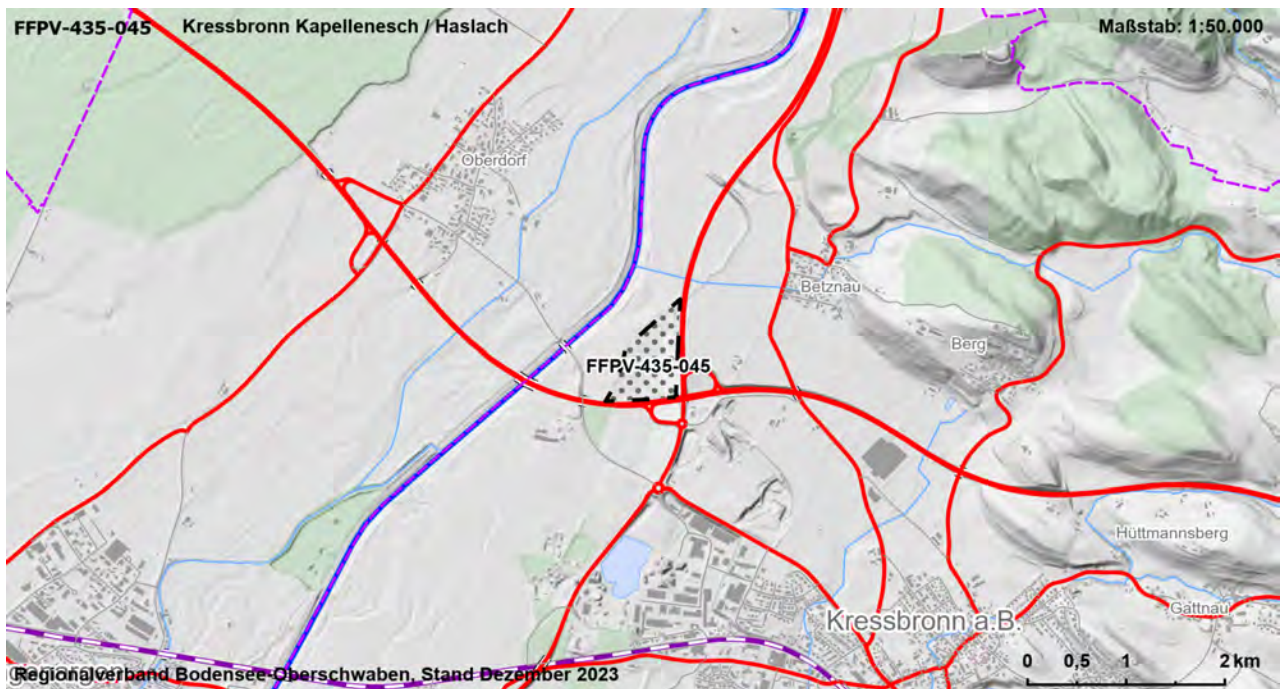 FFPV-435-045 Kressbronn Kapellenesch / Haslach Maßstab: 1:50.000
Oberdorf
Betznau
Berg
FFPV-435-045
Hüttmannsberg
Gattnau
Kressbronn a.B.
0 0,5 1 2 km
Regionalverband Bodensee-Oberschwaben, Stand Dezember 2023